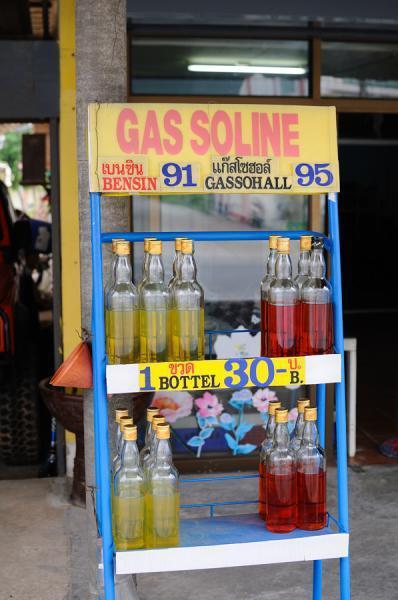 GAS SOLINE
เบนซิน 91 แก๊สโซฮอล์ 95
BENSIN GASSOHALL
1 ขวด 30- บ.
BOTTEL B.